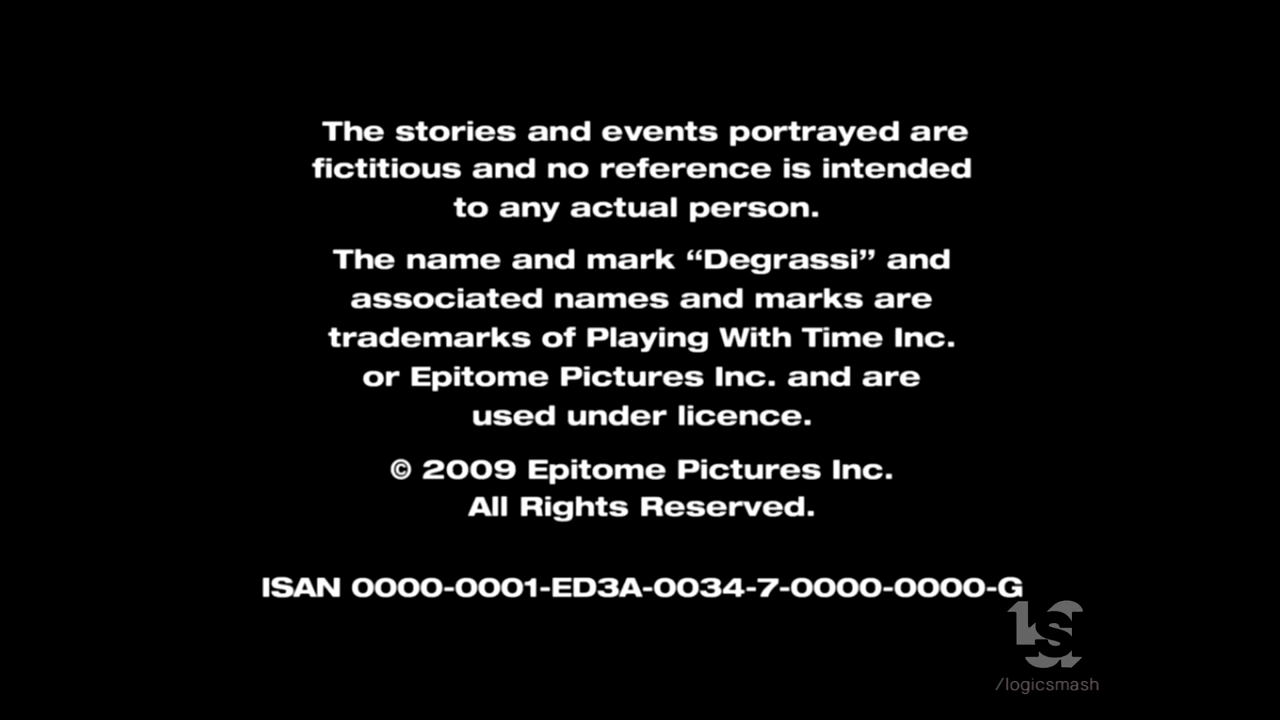 The stories and events portrayed are
fictitious and no reference is intended
to any actual person.
The name and mark “Degrassi” and
associated names and marks are
trademarks of Playing With Time Inc.
or Epitome Pictures Inc. and are
used under licence.
© 2009 Epitome Pictures Inc.
All Rights Reserved.
ISAN 0000-0001-ED3A-0034-7-0000-0000-G
LS
/logicsmash